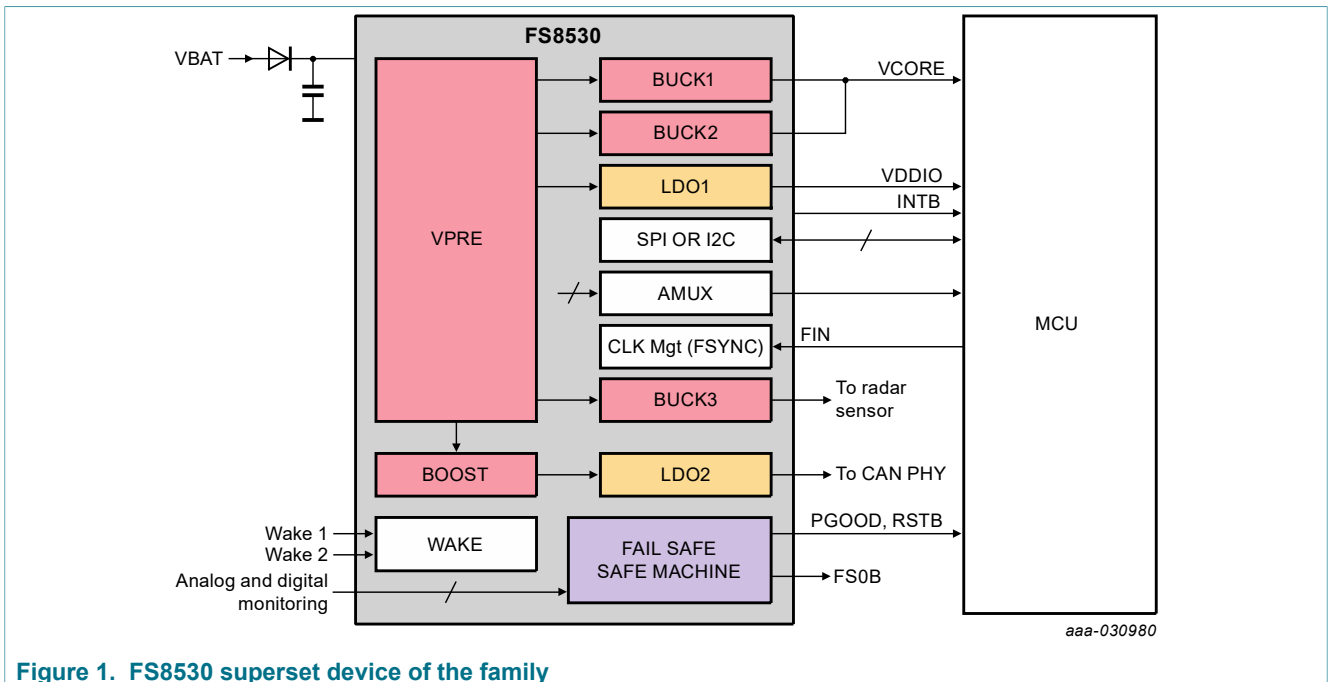 FS8530
VBAT
VPRE
BUCK1
VCORE
BUCK2
LDO1
VDDIO
INTB
SPI OR I2C
AMUX
MCU
CLK Mgt (FSYNC)
FIN
BUCK3
To radar
sensor
BOOST
LDO2
To CAN PHY
Wake 1
Wake 2
WAKE
Analog and digital
monitoring
FAIL SAFE
SAFE MACHINE
PGOOD, RSTB
FS0B
aaa-030980
Figure 1. FS8530 superset device of the family